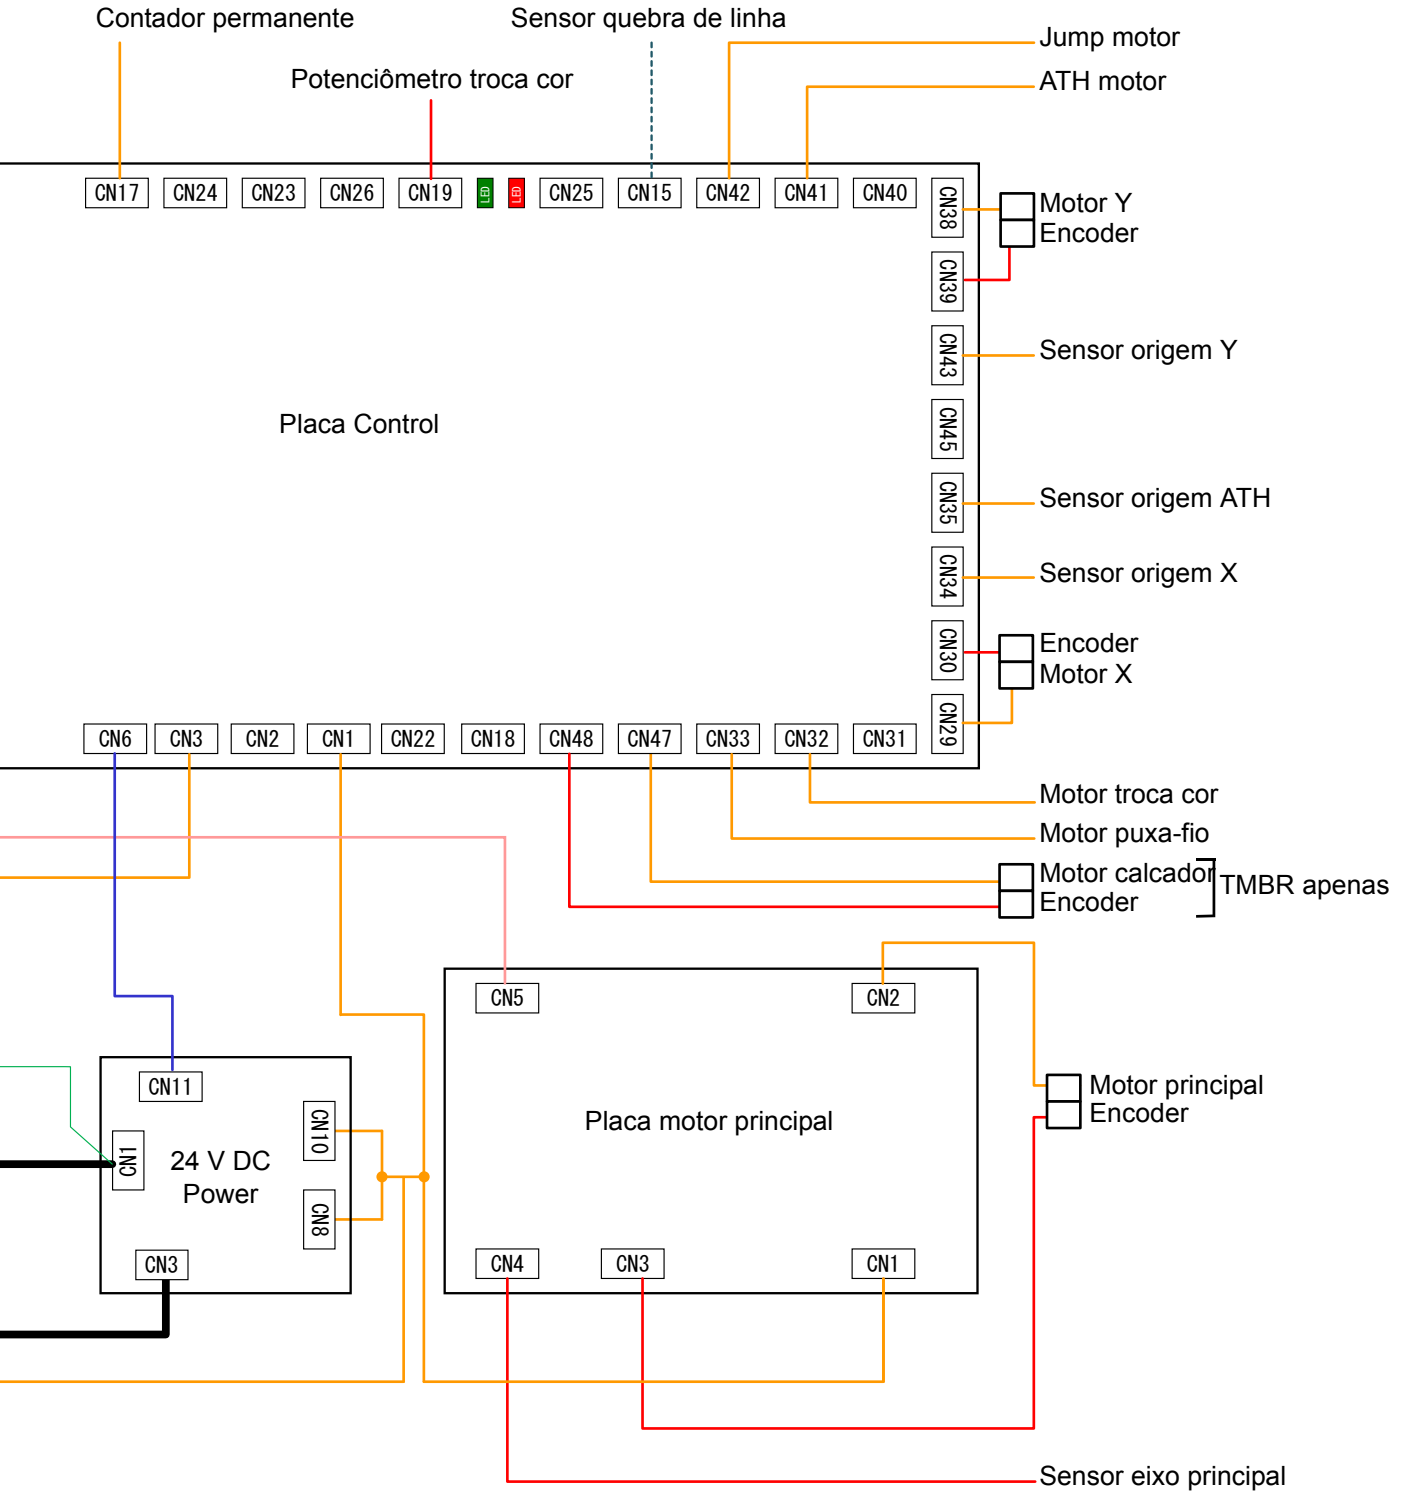 Contador permanente
Sensor quebra de linha
Jump motor
Potenciômetro troca cor
ATH motor
CN17
CN24
CN23
CN26
CN19
LED
LED
CN25
CN15
CN42
CN41
CN40
CN38
Motor Y
Encoder
CN39
CN43
Sensor origem Y
Placa Control
CN45
CN35
Sensor origem ATH
CN34
Sensor origem X
CN30
Encoder
Motor X
CN29
CN6
CN3
CN2
CN1
CN22
CN18
CN48
CN47
CN33
CN32
CN31
Motor troca cor
Motor puxa-fio
Motor calcador
Encoder
TMBR apenas
CN5
CN2
CN11
CN10
CN1
24 V DC
Power
CN8
CN3
Placa motor principal
Motor principal
Encoder
CN4
CN3
CN1
Sensor eixo principal